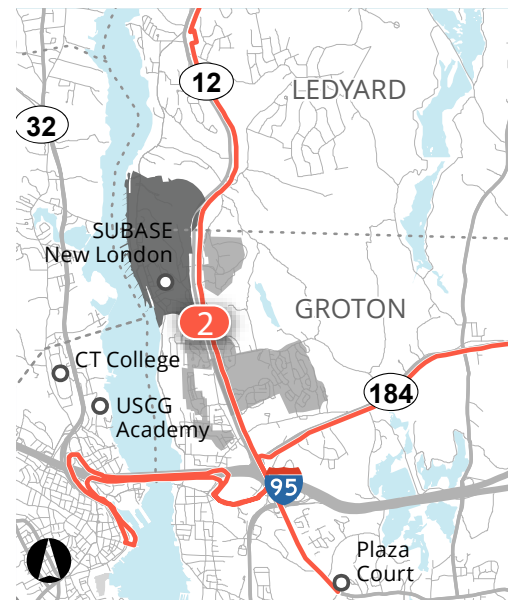 12
LEDYARD
32
SUBASE
New London
GROTON
2
CT College
184
USCG
Academy
95
Plaza
Court